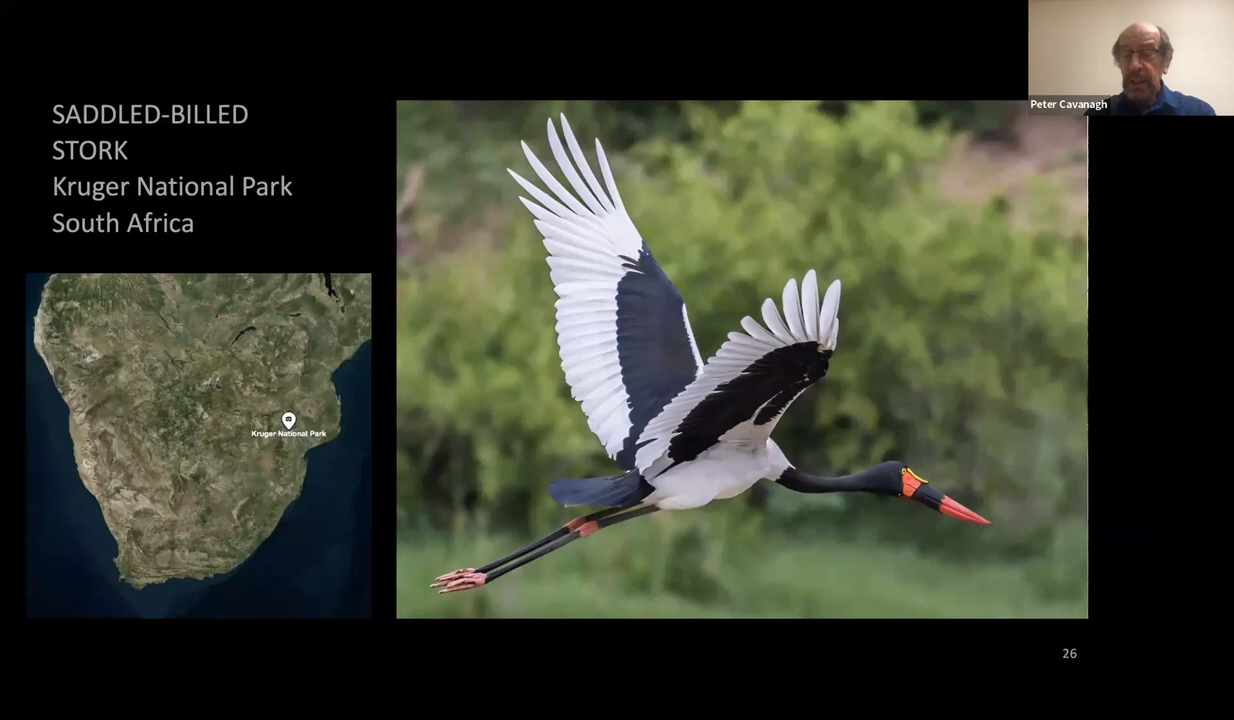 Peter Cavanagh
SADDLED-BILLED
STORK
Kruger National Park
South Africa
Kruger National Park
26